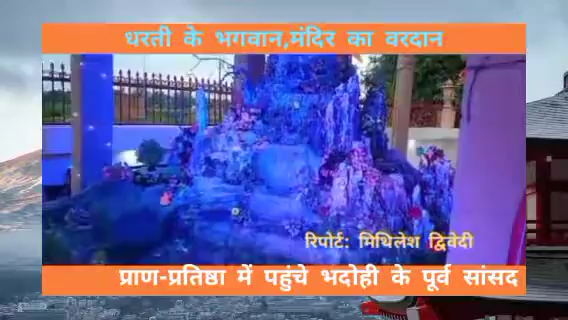 धरती के भगवान,मंदिर का वरदान
रिपोर्ट: मिथिलेश द्विवेदी
प्राण-प्रतिष्ठा में पहुंचे भदोही के पूर्व सांसद